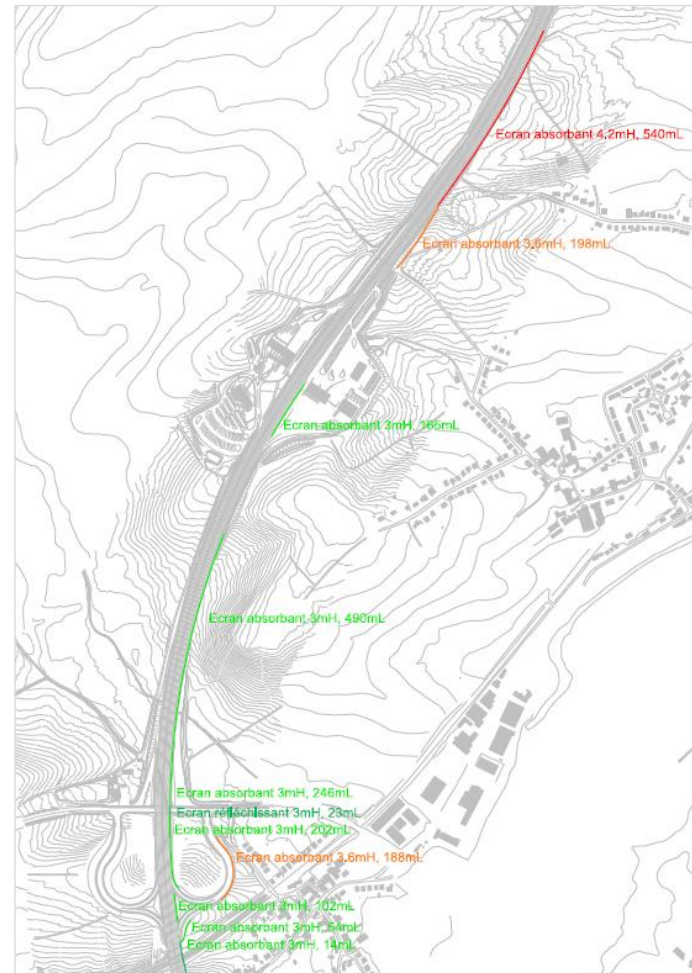 Ecran absorbant 4.2mH, 540mL
Ecran absorbant 3.6mH, 198mL
Ecran absorbant 3mH, 165mL
Ecran absorbant 3mH, 490mL
Ecran absorbant 3mH, 246mL
Ecran réfléchissant 3mH, 23mL
Ecran absorbant 3mH, 202mL
Ecran absorbant 3.6mH, 188mL
Ecran absorbant 3mH, 102mL
Ecran absorbant 3mH, 64mL
Ecran absorbant 3mH, 14mL